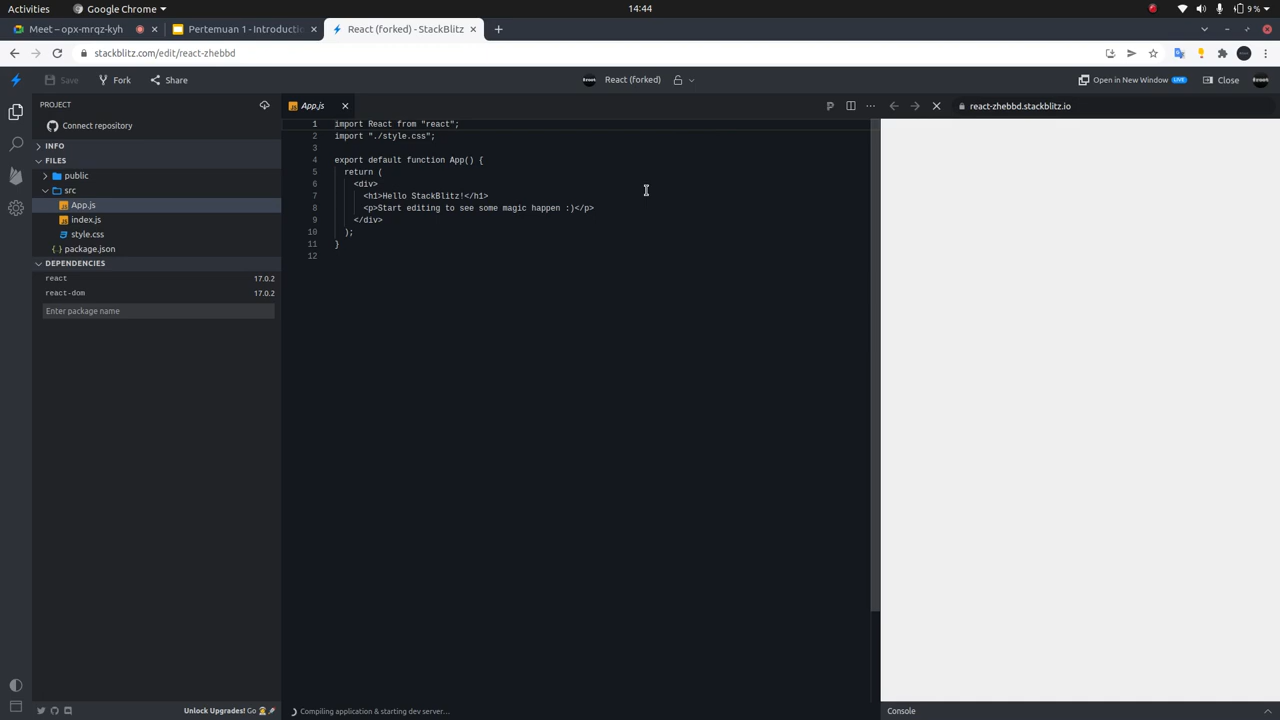 Activities
Google Chrome
14:44
9 %
Meet – opx-mrqz-kyh
Pertemuan 1 - Introductic
React (forked) - StackBlitz
stackblitz.com/edit/react-zhebbd
Save
Fork
Share
React (forked)
Open in New Window
LIVE
Close
PROJECT
Connect repository
INFO
FILES
public
src
App.js
index.js
style.css
package.json
DEPENDENCIES
react 17.0.2
react-dom 17.0.2
Enter package name
Unlock Upgrades! Go
App.js
1 import React from "react";
2 import "./style.css";
3
4 export default function App() {
5 return (
6 <div>
7 <h1>Hello StackBlitz!</h1>
8 <p>Start editing to see some magic happen :)</p>
9 </div>
10 );
11 }
12
Compiling application & starting dev server...
react-zhebbd.stackblitz.io
Console